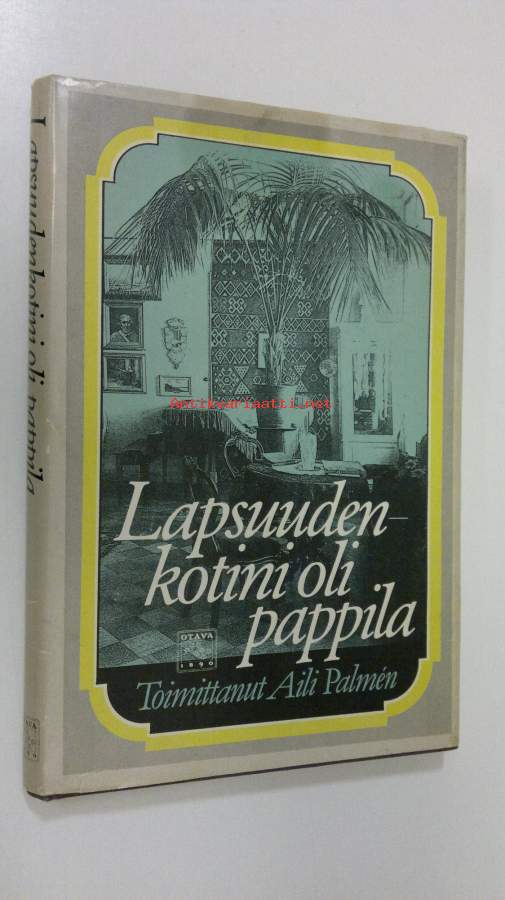 Lapsuudenkotini oli pappila
Antikvariaatti.net
Lapsuuden-
kotini oli
pappila
OTAVA
1890
Toimittanut Aili Palmén